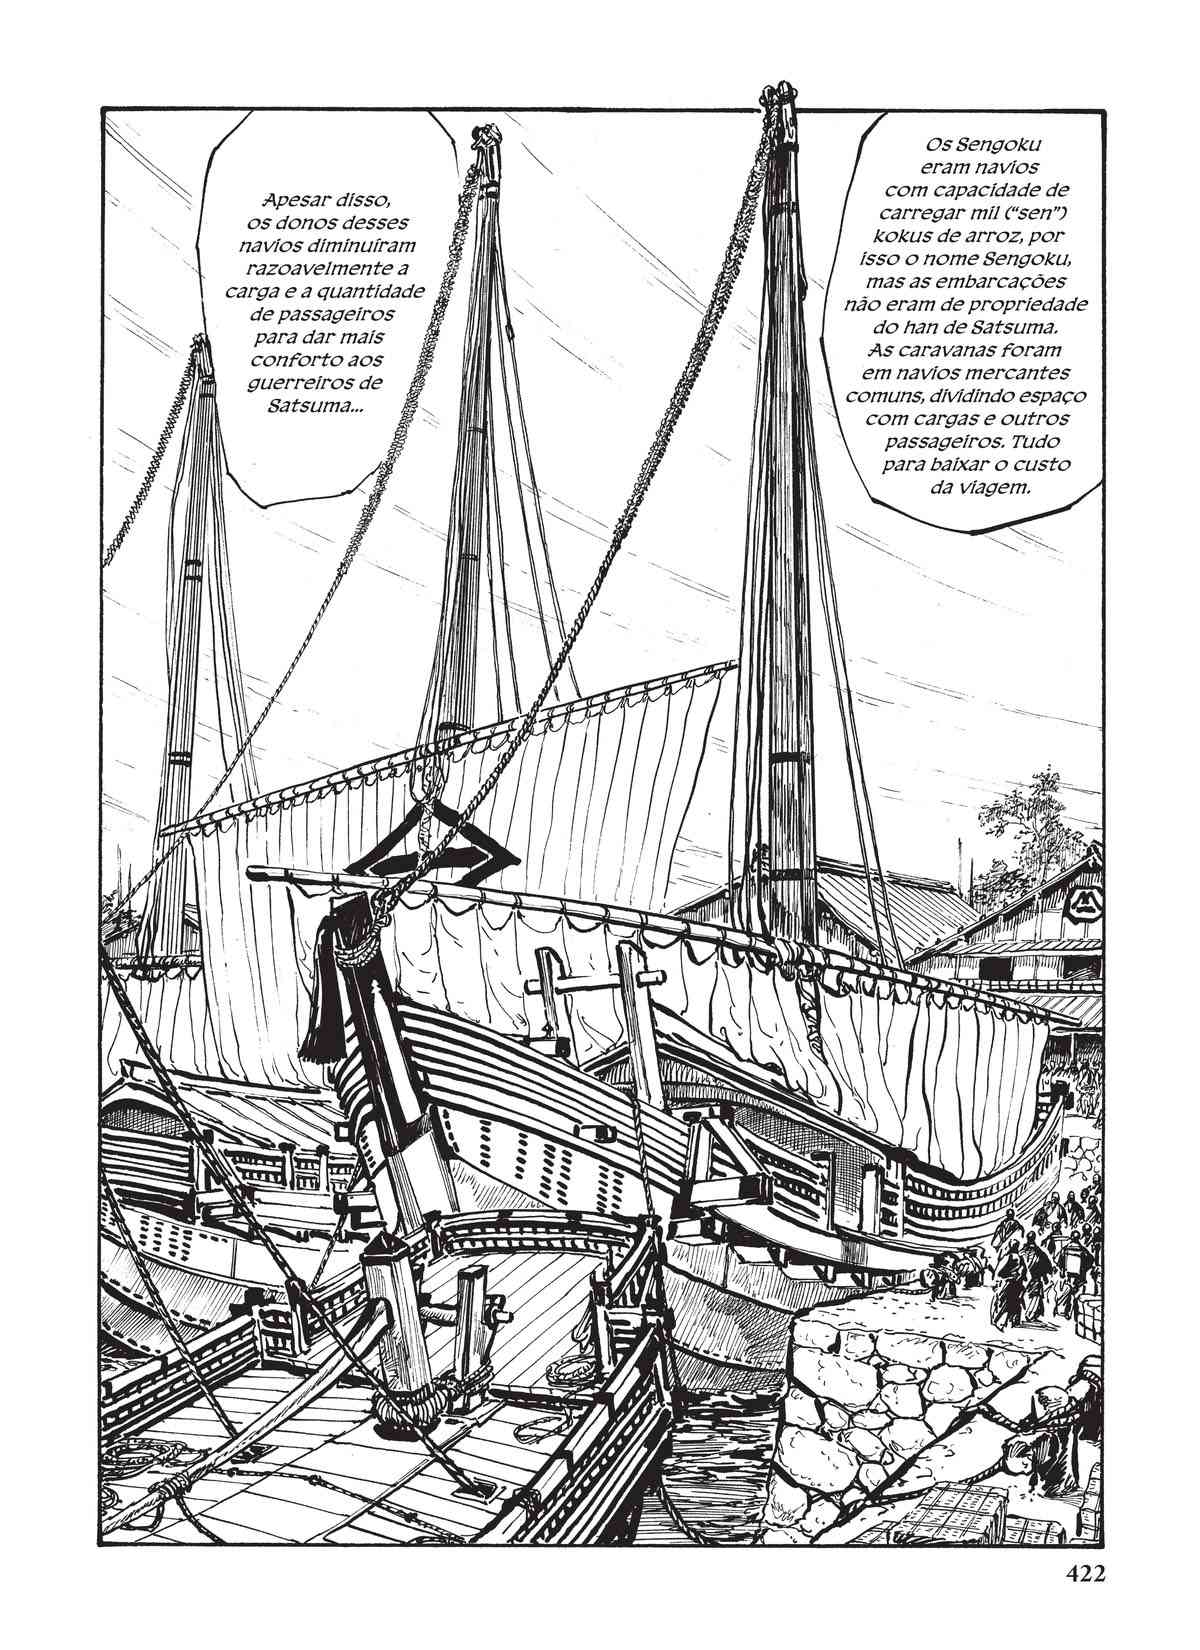 Os Sengoku
eram navios
com capacidade de
carregar mil (“sen”)
kokus de arroz, por
isso o nome Sengoku,
mas as embarcações
não eram de propriedade
do han de Satsuma.
As caravanas foram
em navios mercantes
comuns, dividindo espaço
com cargas e outros
passageiros. Tudo
para baixar o custo
da viagem.
Apesar disso,
os donos desses
navios diminuíram
razoavelmente a
carga e a quantidade
de passageiros
para dar mais
conforto aos
guerreiros de
Satsuma...
422